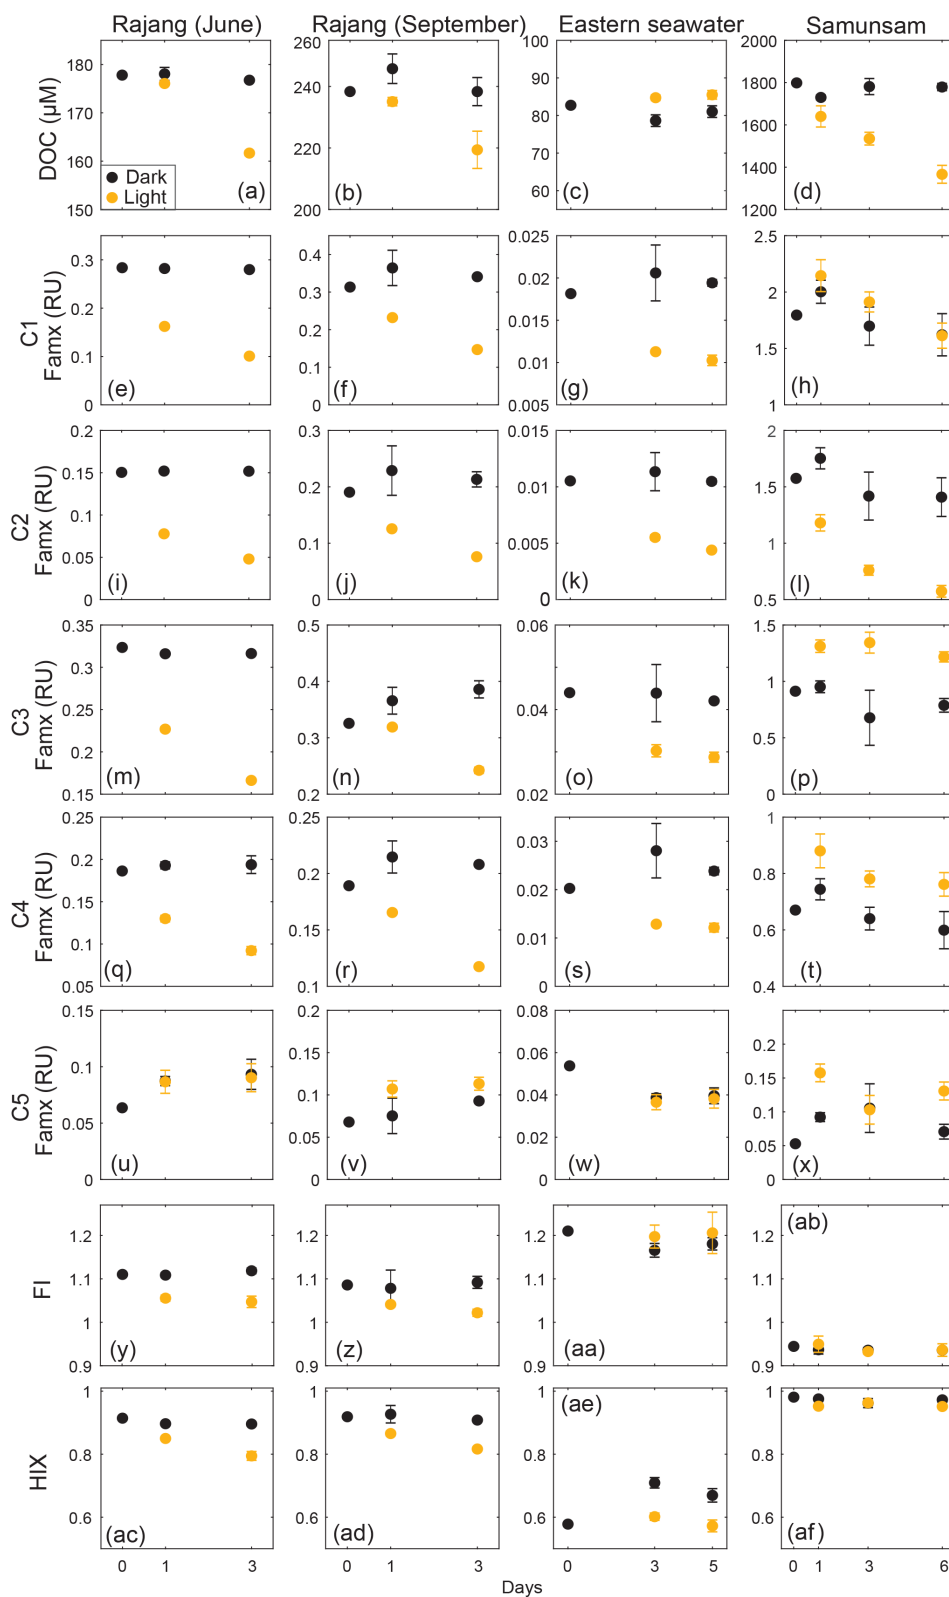 Rajang (June) Rajang (September) Eastern seawater Samunsam
DOC (µM)
180
170
160
150
Dark
Light
(a)
260
240
220
200
(b)
100
90
80
70
60
(c)
2000
1800
1600
1400
1200
(d)
C1
Famx (RU)
0.3
0.2
0.1
0
(e)
0.5
0.4
0.3
0.2
0.1
0
(f)
0.025
0.02
0.015
0.01
0.005
(g)
2.5
2
1.5
1
(h)
C2
Famx (RU)
0.2
0.15
0.1
0.05
0
(i)
0.3
0.2
0.1
0
(j)
0.015
0.01
0.005
0
(k)
2
1.5
1
0.5
(l)
C3
Famx (RU)
0.35
0.3
0.25
0.2
0.15
(m)
0.5
0.4
0.3
0.2
(n)
0.06
0.04
0.02
(o)
1.5
1
0.5
0
(p)
C4
Famx (RU)
0.25
0.2
0.15
0.1
0.05
(q)
0.25
0.2
0.15
0.1
(r)
0.03
0.02
0.01
0
(s)
1
0.8
0.6
0.4
(t)
C5
Famx (RU)
0.15
0.1
0.05
0
(u)
0.2
0.15
0.1
0.05
0
(v)
0.08
0.06
0.04
0.02
0
(w)
0.2
0.15
0.1
0.05
0
(x)
FI
1.2
1.1
1
0.9
(y)
1.2
1.1
1
0.9
(z)
1.2
1.1
1
0.9
(aa)
1.2
1.1
1
0.9
(ab)
HIX
1
0.8
0.6
(ac)
1
0.8
0.6
(ad)
1
0.8
0.6
(ae)
1
0.8
0.6
(af)
0 1 3 0 1 3 0 3 5 0 1 3 6
Days